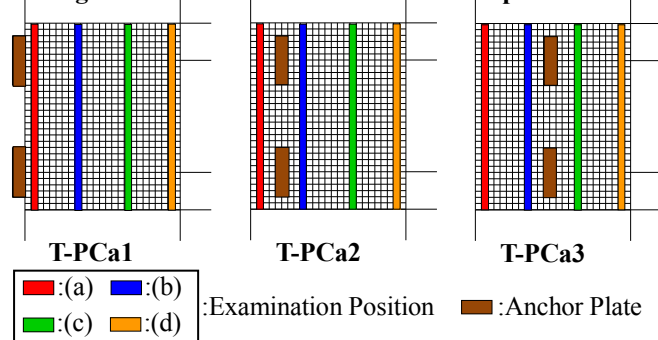 T-PCa1 T-PCa2 T-PCa3
:(a) :(b)
:Examination Position :Anchor Plate
:(c) :(d)